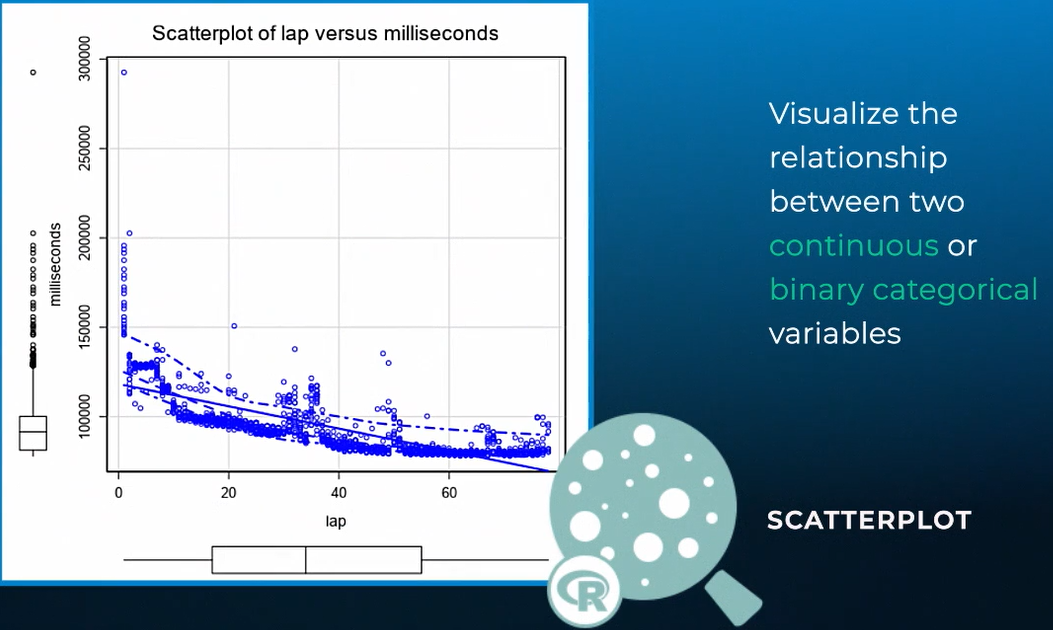 Scatterplot of lap versus milliseconds
300000
250000
200000
150000
100000
milliseconds
0 20 40 60
lap
Visualize the
relationship
between two
continuous or
binary categorical
variables
SCATTERPLOT
R